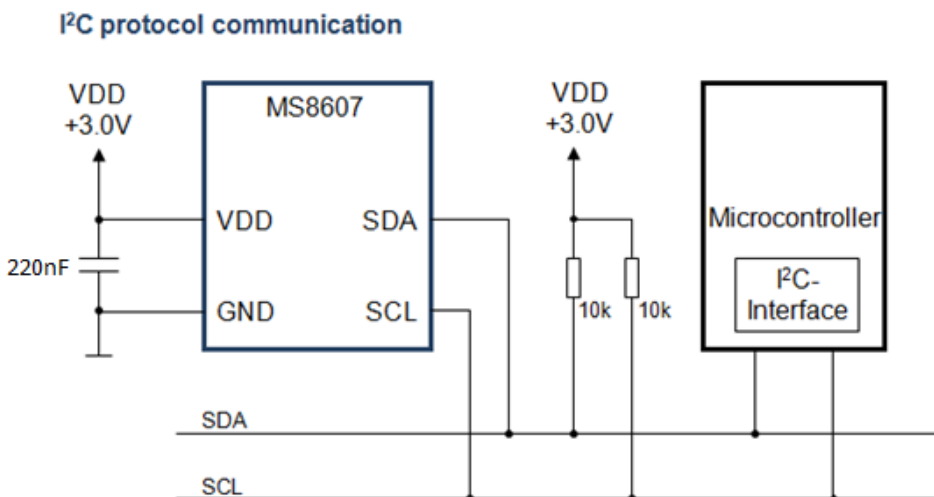 I²C protocol communication
VDD
+3.0V
MS8607
VDD
+3.0V
VDD
SDA
Microcontroller
220nF
I²C-
Interface
GND
SCL
10k
10k
SDA
SCL